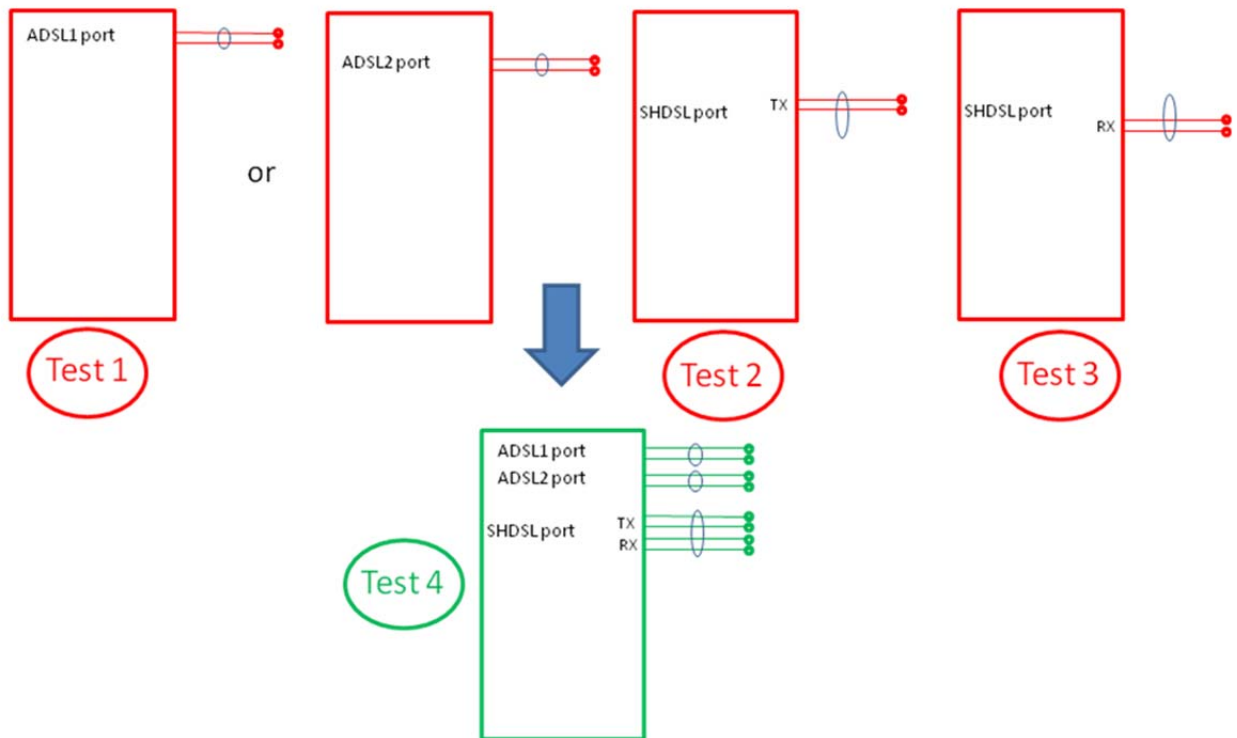 ADSL1 port
or
ADSL2 port
SHDSL port TX
SHDSL port
RX
Test 1
Test 2
Test 3
ADSL1 port
ADSL2 port
SHDSL port
TX
RX
Test 4